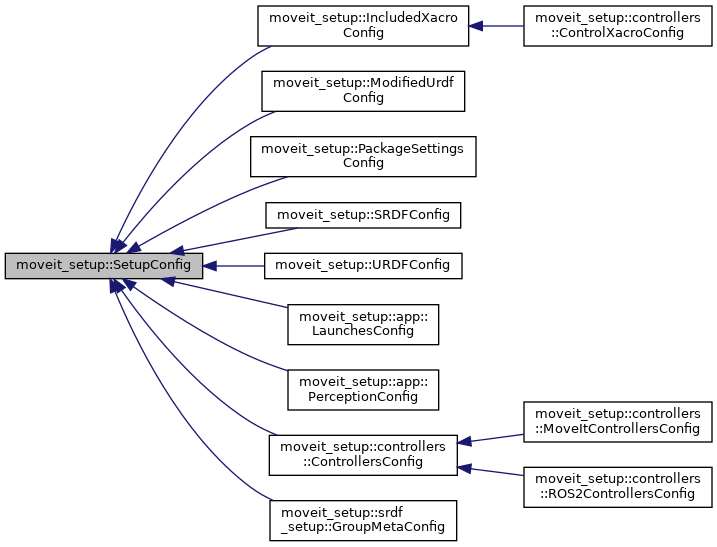 moveit_setup::IncludedXacro
Config
moveit_setup::controllers
::ControlXacroConfig
moveit_setup::ModifiedUrdf
Config
moveit_setup::PackageSettings
Config
moveit_setup::SRDFConfig
moveit_setup::SetupConfig
moveit_setup::URDFConfig
moveit_setup::app::
LaunchesConfig
moveit_setup::app::
PerceptionConfig
moveit_setup::controllers
::ControllersConfig
moveit_setup::controllers
::MoveItControllersConfig
moveit_setup::controllers
::ROS2ControllersConfig
moveit_setup::srdf
_setup::GroupMetaConfig